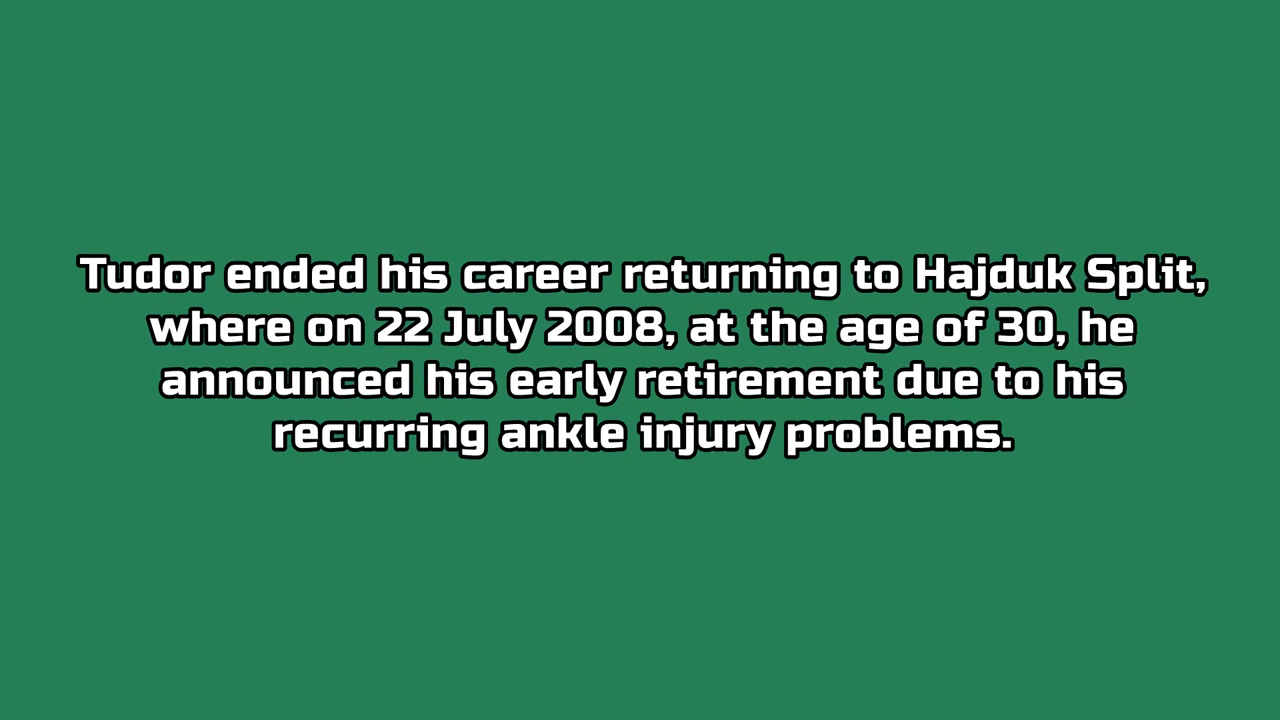 Tudor ended his career returning to Hajduk Split,
where on 22 July 2008, at the age of 30, he
announced his early retirement due to his
recurring ankle injury problems.